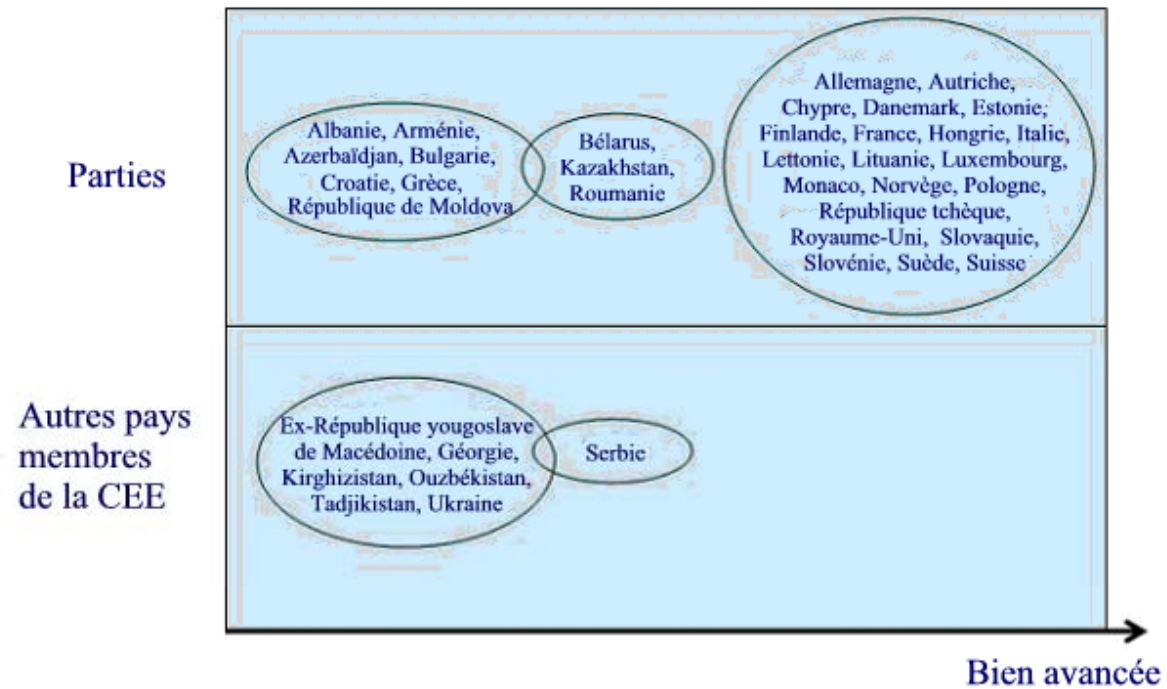 Parties
Albanie, Arménie,
Azerbaïdjan, Bulgarie,
Croatie, Grèce,
République de Moldova
Bélarus,
Kazakhstan,
Roumanie
Allemagne, Autriche,
Chypre, Danemark, Estonie,
Finlande, France, Hongrie, Italie,
Lettonie, Lituanie, Luxembourg,
Monaco, Norvège, Pologne,
République tchèque,
Royaume-Uni, Slovaquie,
Slovénie, Suède, Suisse
Autres pays
membres
de la CEE
Ex-République yougoslave
de Macédoine, Géorgie,
Kirghizistan, Ouzbékistan,
Tadjikistan, Ukraine
Serbie
Bien avancée